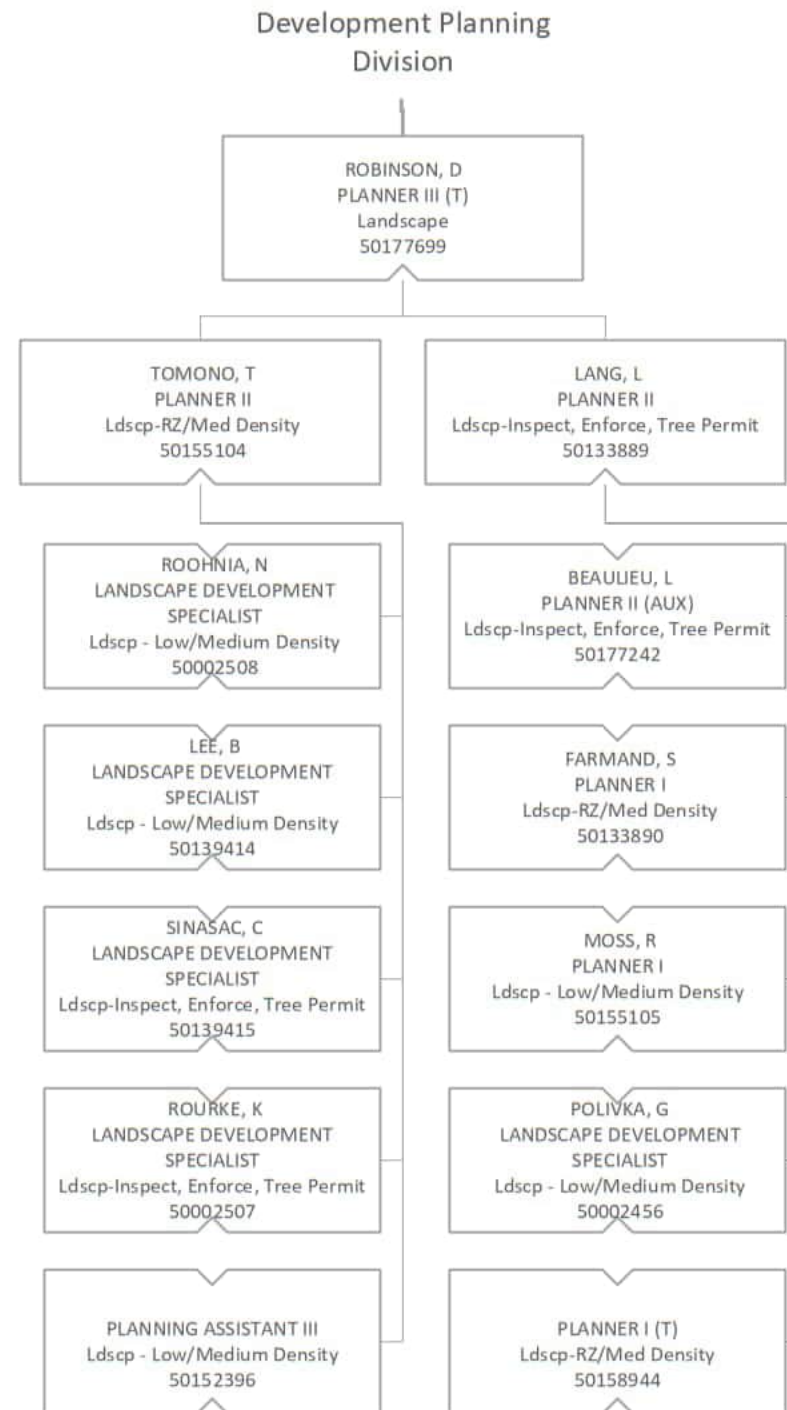 Development Planning
Division
ROBINSON, D
PLANNER III (T)
Landscape
50177699
TOMONO, T
PLANNER II
Ldscp-RZ/Med Density
50155104
LANG, L
PLANNER II
Ldscp-Inspect, Enforce, Tree Permit
50133889
ROOHNIA, N
LANDSCAPE DEVELOPMENT
SPECIALIST
Ldscp - Low/Medium Density
50002508
BEAULIEU, L
PLANNER II (AUX)
Ldscp-Inspect, Enforce, Tree Permit
50177242
LEE, B
LANDSCAPE DEVELOPMENT
SPECIALIST
Ldscp - Low/Medium Density
50139414
FARMAND, S
PLANNER I
Ldscp-RZ/Med Density
50133890
SINASAC, C
LANDSCAPE DEVELOPMENT
SPECIALIST
Ldscp-Inspect, Enforce, Tree Permit
50139415
MOSS, R
PLANNER I
Ldscp - Low/Medium Density
50155105
ROURKE, K
LANDSCAPE DEVELOPMENT
SPECIALIST
Ldscp-Inspect, Enforce, Tree Permit
50002507
POLIVKA, G
LANDSCAPE DEVELOPMENT
SPECIALIST
Ldscp - Low/Medium Density
50002456
PLANNING ASSISTANT III
Ldscp - Low/Medium Density
50152396
PLANNER I (T)
Ldscp-RZ/Med Density
50158944